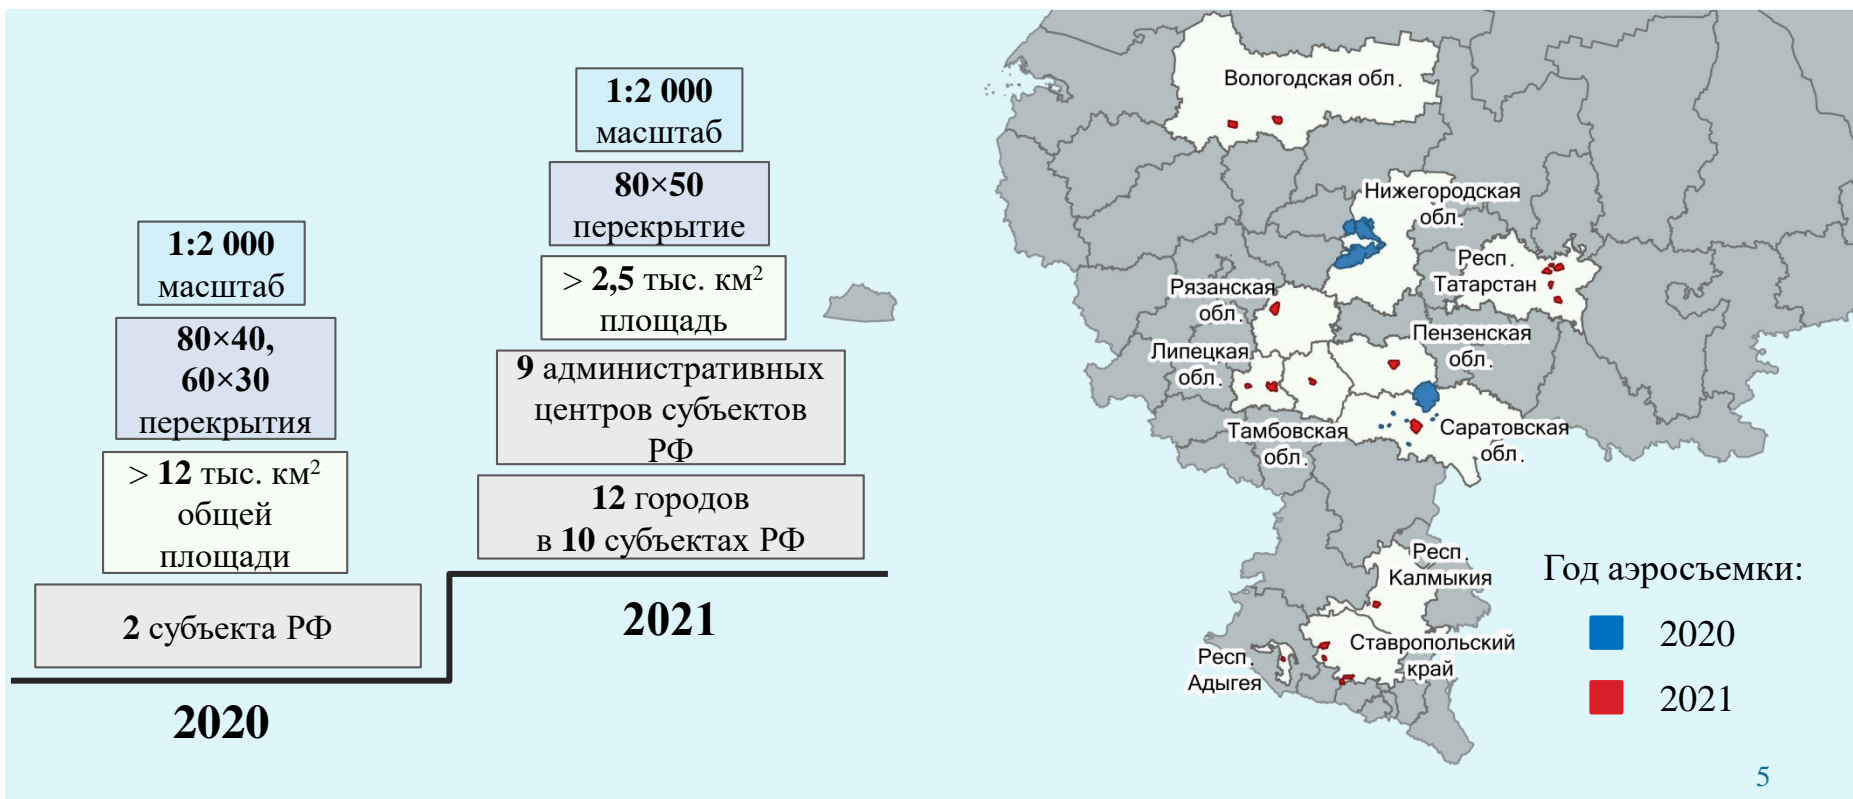 1:2 000
масштаб
80×40,
60×30
перекрытия
> 12 тыс. км²
общей
площади
2 субъекта РФ
2020
1:2 000
масштаб
80×50
перекрытие
> 2,5 тыс. км²
площадь
9 административных
центров субъектов
РФ
12 городов
в 10 субъектах РФ
2021
Вологодская обл.
Нижегородская
обл.
Респ.
Татарстан
Рязанская
обл.
Пензенская
обл.
Липецкая
обл.
Тамбовская
обл.
Саратовская
обл.
Респ.
Калмыкия
Ставропольский
край
Респ.
Адыгея
Год аэросъемки:
2020
2021
5